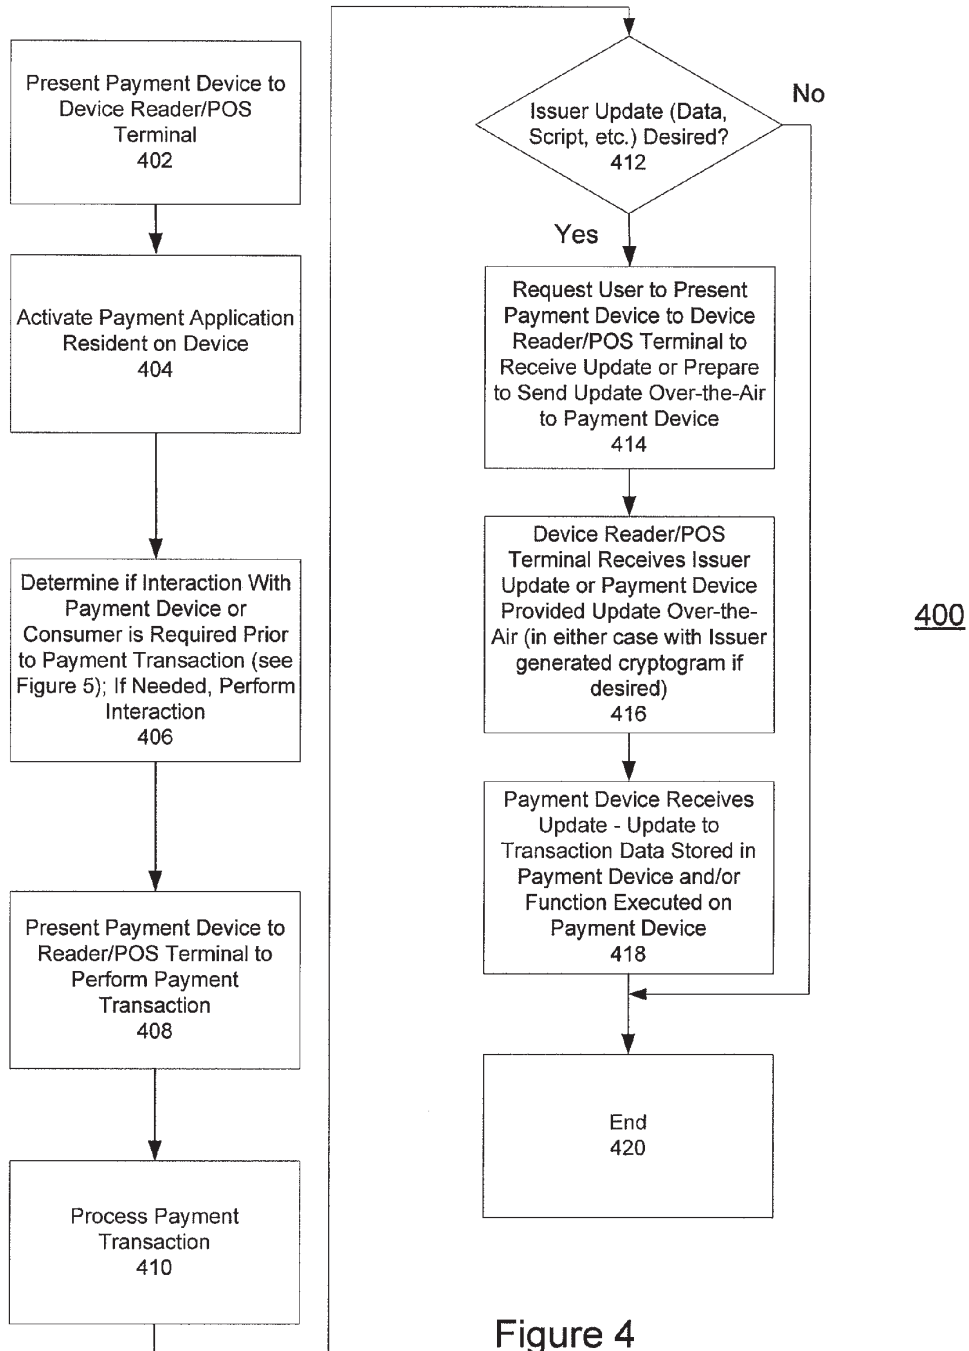 Present Payment Device to
Device Reader/POS
Terminal
402
Activate Payment Application
Resident on Device
404
Determine if Interaction With
Payment Device or
Consumer is Required Prior
to Payment Transaction (see
Figure 5); If Needed, Perform
Interaction
406
Present Payment Device to
Reader/POS Terminal to
Perform Payment
Transaction
408
Process Payment
Transaction
410
Issuer Update (Data,
Script, etc.) Desired?
412
No
Yes
Request User to Present
Payment Device to Device
Reader/POS Terminal to
Receive Update or Prepare
to Send Update Over-the-Air
to Payment Device
414
Device Reader/POS
Terminal Receives Issuer
Update or Payment Device
Provided Update Over-the-
Air (in either case with Issuer
generated cryptogram if
desired)
416
Payment Device Receives
Update - Update to
Transaction Data Stored in
Payment Device and/or
Function Executed on
Payment Device
418
End
420
400
Figure 4